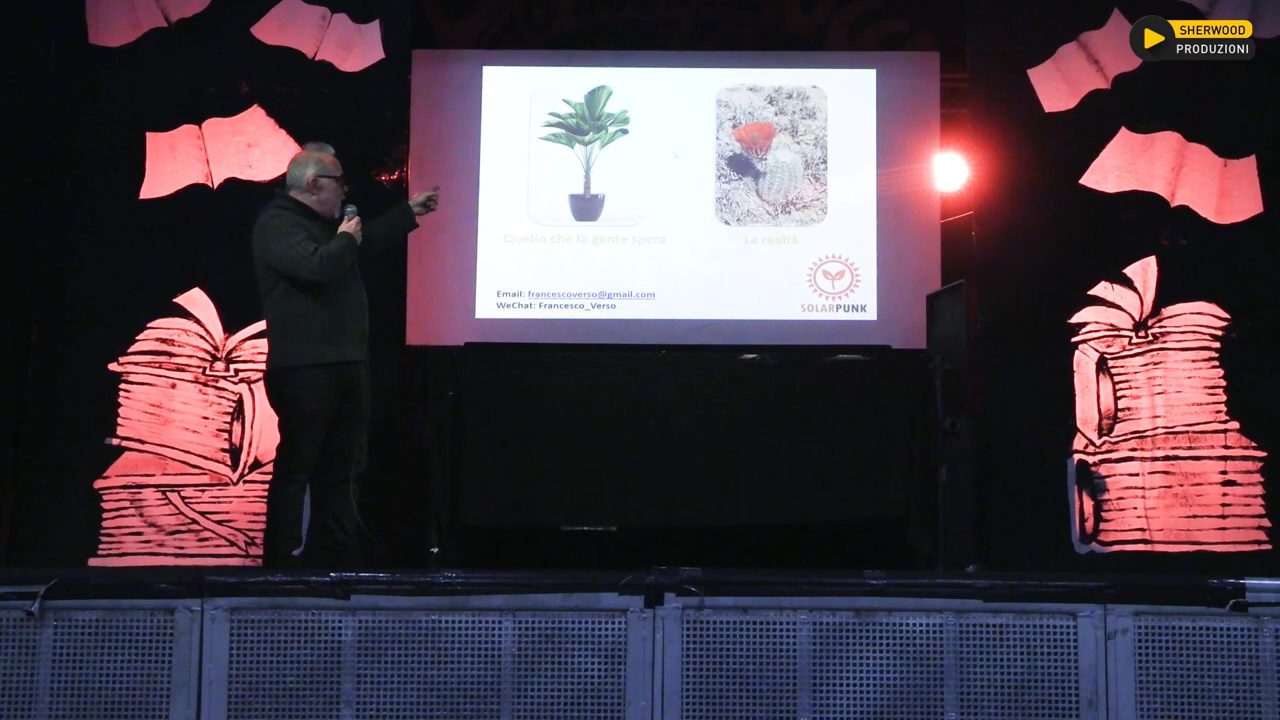 SHERWOOD
PRODUZIONI
Quello che la gente spera
La realtà
Email: francescoverso@gmail.com
WeChat: Francesco_Verso
SOLARPUNK